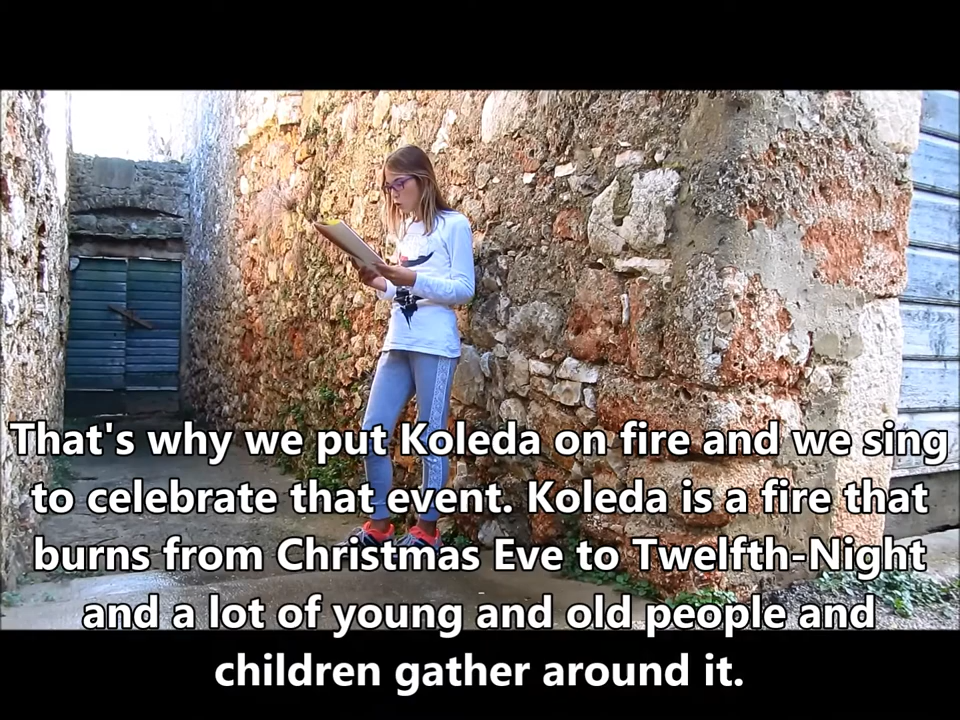 That's why we put Koleda on fire and we sing
to celebrate that event. Koleda is a fire that
burns from Christmas Eve to Twelfth-Night
and a lot of young and old people and
children gather around it.